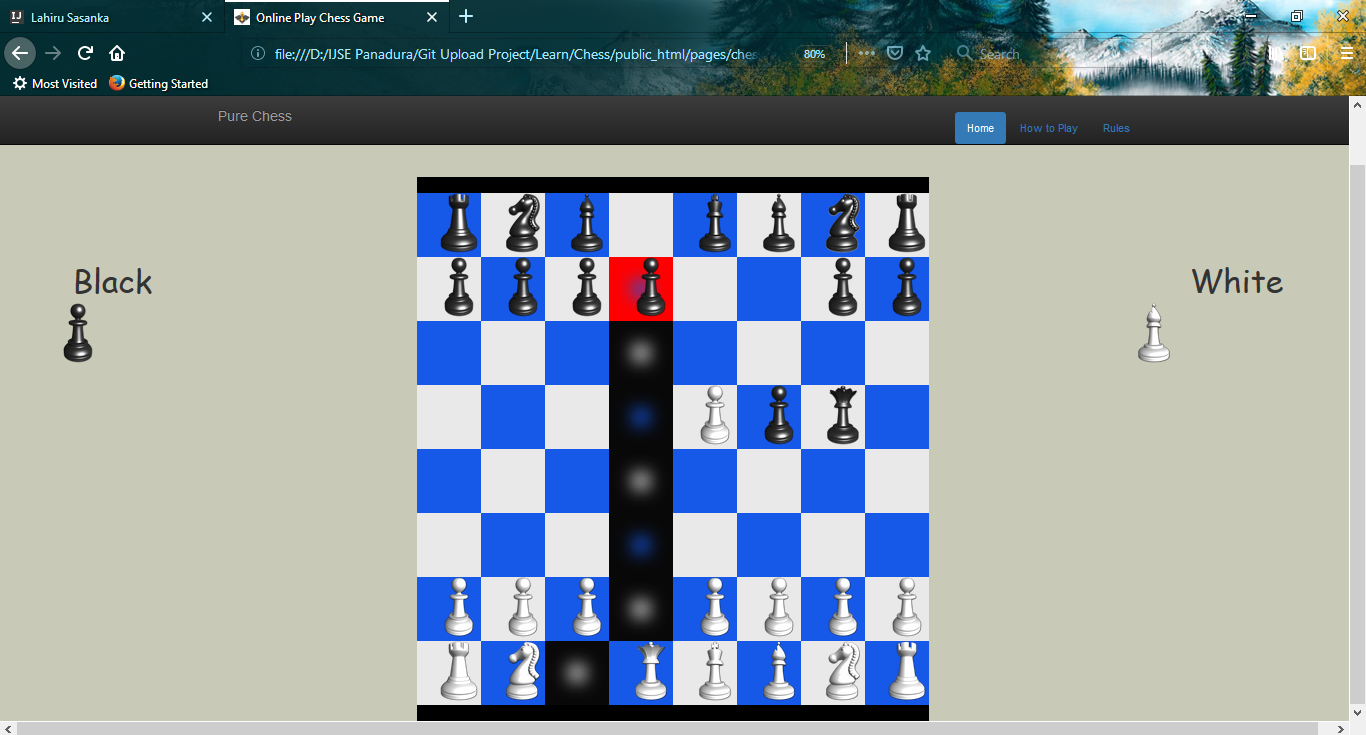 Lahiru Sasanka
Online Play Chess Game
file:///D:/IJSE Panadura/Git Upload Project/Learn/Chess/public_html/pages/ches
80%
Search
Most Visited
Getting Started
Pure Chess
Home
How to Play
Rules
Black
White